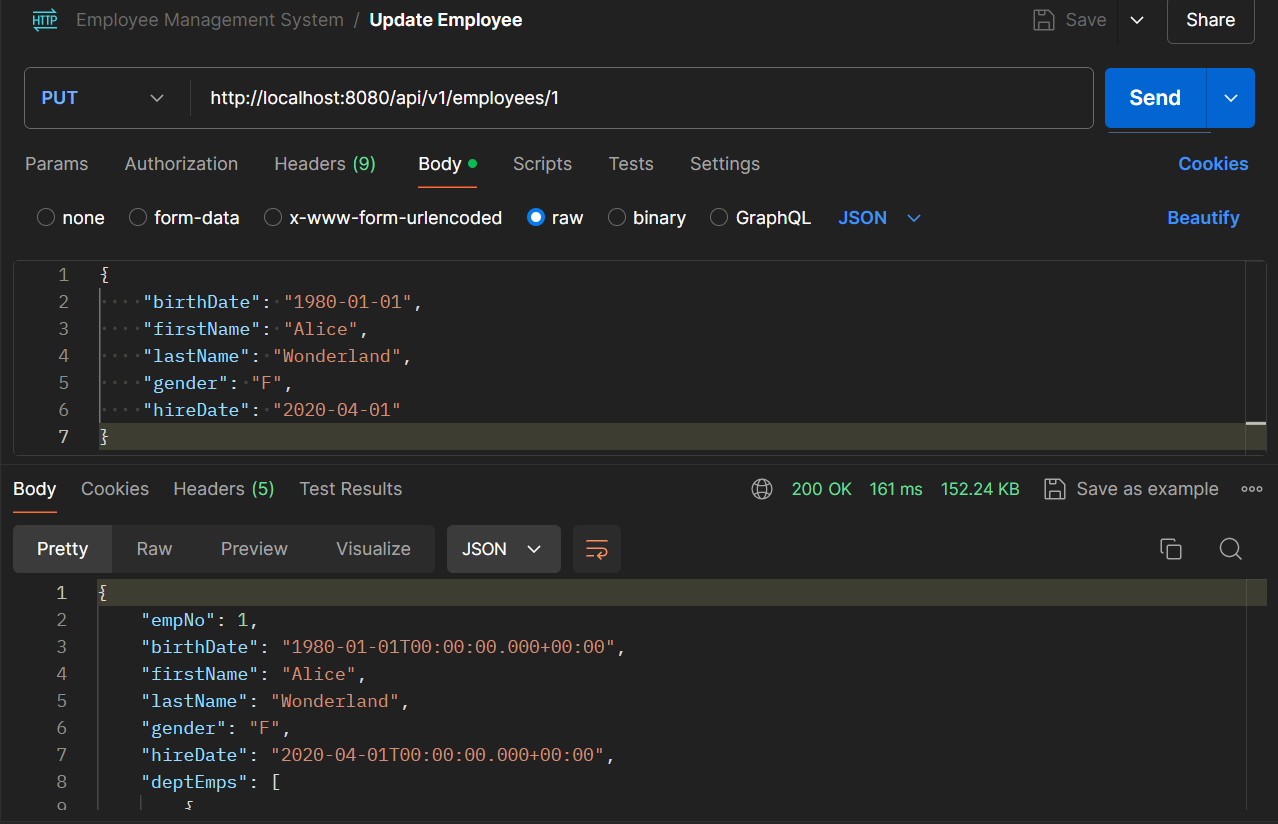 HTTP Employee Management System / Update Employee Save Share
PUT http://localhost:8080/api/v1/employees/1 Send
Params Authorization Headers (9) Body Scripts Tests Settings Cookies
none form-data x-www-form-urlencoded raw binary GraphQL JSON Beautify
1 {
2 "birthDate": "1980-01-01",
3 "firstName": "Alice",
4 "lastName": "Wonderland",
5 "gender": "F",
6 "hireDate": "2020-04-01"
7 }
Body Cookies Headers (5) Test Results 200 OK 161 ms 152.24 KB Save as example
Pretty Raw Preview Visualize JSON
1 {
2 "empNo": 1,
3 "birthDate": "1980-01-01T00:00:00.000+00:00",
4 "firstName": "Alice",
5 "lastName": "Wonderland",
6 "gender": "F",
7 "hireDate": "2020-04-01T00:00:00.000+00:00",
8 "deptEmps": [
9 {